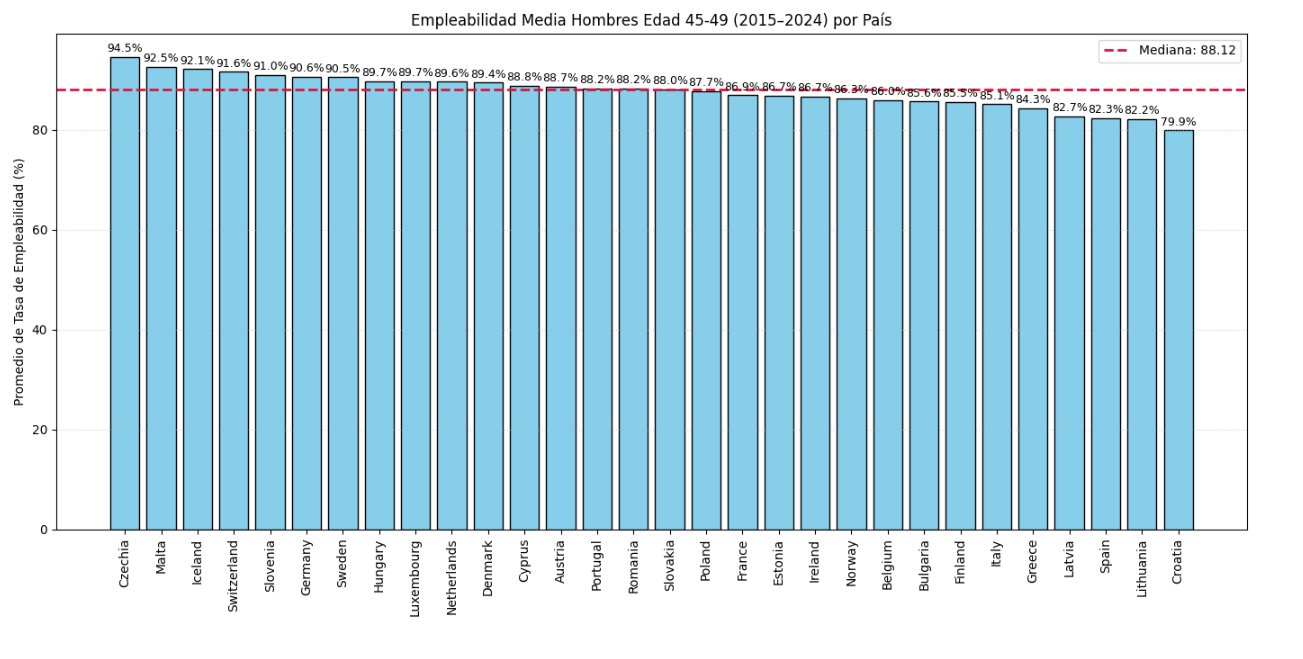 Empleabilidad Media Hombres Edad 45-49 (2015–2024) por País
Mediana: 88.12
Promedio de Tasa de Empleabilidad (%)
80
60
40
20
0
94.5%
92.5%
92.1%
91.6%
91.0%
90.6%
90.5%
89.7%
89.7%
89.6%
89.4%
88.8%
88.7%
88.2%
88.2%
88.0%
87.7%
86.9%
86.7%
86.7%
86.3%
86.0%
85.6%
85.5%
85.1%
84.3%
82.7%
82.3%
82.2%
79.9%
Czechia
Malta
Iceland
Switzerland
Slovenia
Germany
Sweden
Hungary
Luxembourg
Netherlands
Denmark
Cyprus
Austria
Portugal
Romania
Slovakia
Poland
France
Estonia
Ireland
Norway
Belgium
Bulgaria
Finland
Italy
Greece
Latvia
Spain
Lithuania
Croatia